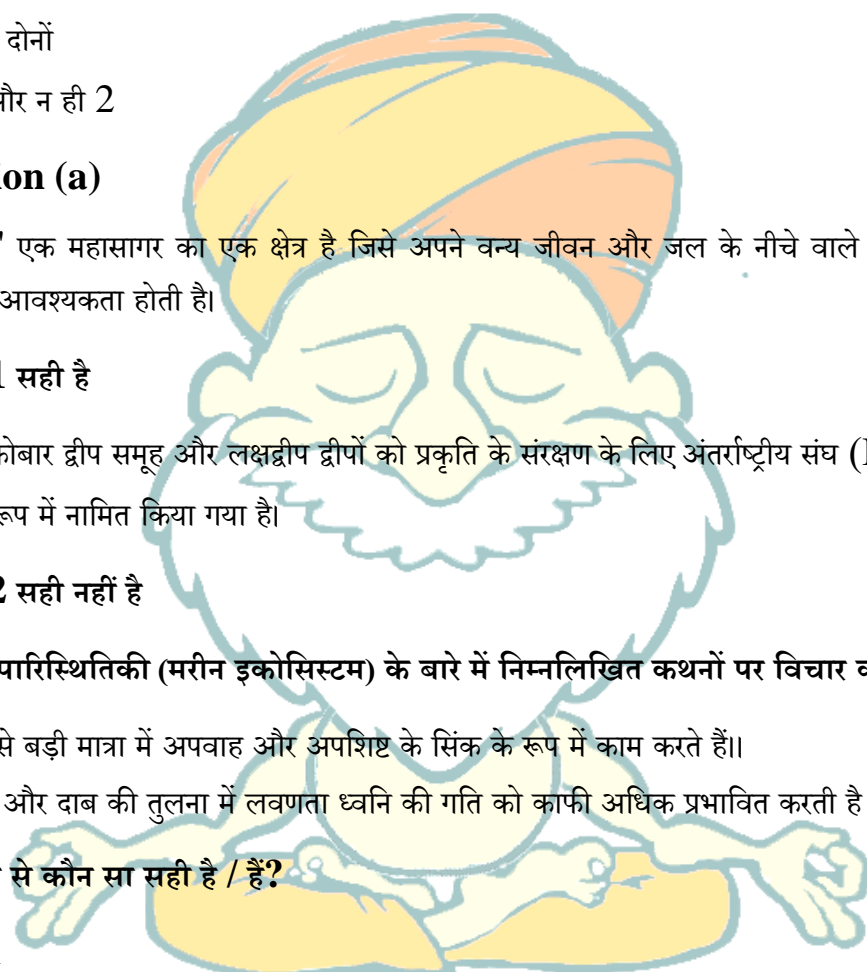 दोनों
और न ही 2
ion (a)
' एक महासागर का एक क्षेत्र है जिसे अपने वन्य जीवन और जल के नीचे वाले
आवश्यकता होती है।
1 सही है
कोबार द्वीप समूह और लक्षद्वीप द्वीपों को प्रकृति के संरक्षण के लिए अंतर्राष्ट्रीय संघ (I
रूप में नामित किया गया है।
2 सही नहीं है
पारिस्थितिकी (मरीन इकोसिस्टम) के बारे में निम्नलिखित कथनों पर विचार क
से बड़ी मात्रा में अपवाह और अपशिष्ट के सिंक के रूप में काम करते हैं।।
और दाब की तुलना में लवणता ध्वनि की गति को काफी अधिक प्रभावित करती है
से कौन सा सही है / हैं?